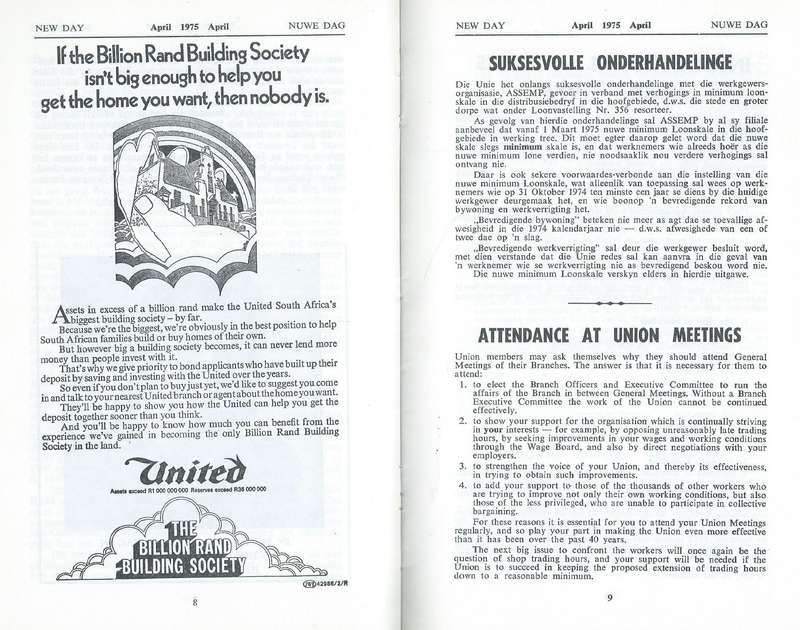 NEW DAY April 1975 April NUWE DAG
If the Billion Rand Building Society
isn't big enough to help you
get the home you want, then nobody is.
Assets in excess of a billion rand make the United South Africa's
biggest building society – by far.
Because we're the biggest, we're obviously in the best position to help
South African families build or buy homes of their own.
But however big a building society becomes, it can never lend more
money than people invest with it.
That's why we give priority to bond applicants who have built up their
deposit by saving and investing with the United over the years.
So even if you don't plan to buy just yet, we'd like to suggest you come
in and talk to your nearest United branch or agent about the home you want.
They'll be happy to show you how the United can help you get the
deposit together sooner than you think.
And you'll be happy to know how much you can benefit from the
experience we've gained in becoming the only Billion Rand Building
Society in the land.
United
Assets exceed R1 000 000 000 Reserves exceed R36 000 000
THE
BILLION RAND
BUILDING SOCIETY
42986/2/R
8
NEW DAY April 1975 April NUWE DAG
SUKSESVOLLE ONDERHANDELINGE
Die Unie het onlangs suksesvolle onderhandelinge met die werkgewers-
organisasie, ASSEMP, gevoer in verband met verhogings in minimum loon-
skale in die distribusiebedryf in die hoofgebiede, d.w.s. die stede en groter
dorpe wat onder Loonvastelling Nr. 356 resorteer.
As gevolg van hierdie onderhandelinge sal ASSEMP by al sy filiale
aanbeveel dat vanaf 1 Maart 1975 nuwe minimum Loonskale in die hoof-
gebiede in werking tree. Dit moet egter daarop gelet word dat die nuwe
skale slegs minimum skale is, en dat werknemers wie alreeds hoër as die
nuwe minimum lone verdien, nie noodsaaklik nou verdere verhogings sal
ontvang nie.
Daar is ook sekere voorwaardes-verbonde aan die instelling van die
nuwe minimum Loonskale, wat alleenlik van toepassing sal wees op werk-
nemers wie op 31 Oktober 1974 ten minste een jaar se diens by die huidige
werkgewer deurgemaak het, en wie boonop 'n bevredigende rekord van
bywoning en werkverrigting het.
„Bevredigende bywoning" beteken nie meer as agt dae se toevallige af-
wesigheid in die 1974 kalendarjaar nie — d.w.s. afwesighede van een of
twee dae op 'n slag.
„Bevredigende werkverrigting" sal deur die werkgewer besluit word,
met dien verstande dat die Unie redes sal kan aanvra in die geval van
'n werknemer wie se werkverrigting nie as bevredigend beskou word nie.
Die nuwe minimum Loonskale verskyn elders in hierdie uitgawe.
ATTENDANCE AT UNION MEETINGS
Union members may ask themselves why they should attend General
Meetings of their Branches. The answer is that it is necessary for them to
attend:
1. to elect the Branch Officers and Executive Committee to run the
affairs of the Branch in between General Meetings. Without a Branch
Executive Committee the work of the Union cannot be continued
effectively.
2. to show your support for the organisation which is continually striving
in your interests — for example, by opposing unreasonably late trading
hours, by seeking improvements in your wages and working conditions
through the Wage Board, and also by direct negotiations with your
employers.
3. to strengthen the voice of your Union, and thereby its effectiveness,
in trying to obtain such improvements.
4. to add your support to those of the thousands of other workers who
are trying to improve not only their own working conditions, but also
those of the less privileged, who are unable to participate in collective
bargaining.
For these reasons it is essential for you to attend your Union Meetings
regularly, and so play your part in making the Union even more effective
than it has been over the past 40 years.
The next big issue to confront the workers will once again be the
question of shop trading hours, and your support will be needed if the
Union is to succeed in keeping the proposed extension of trading hours
down to a reasonable minimum.
9